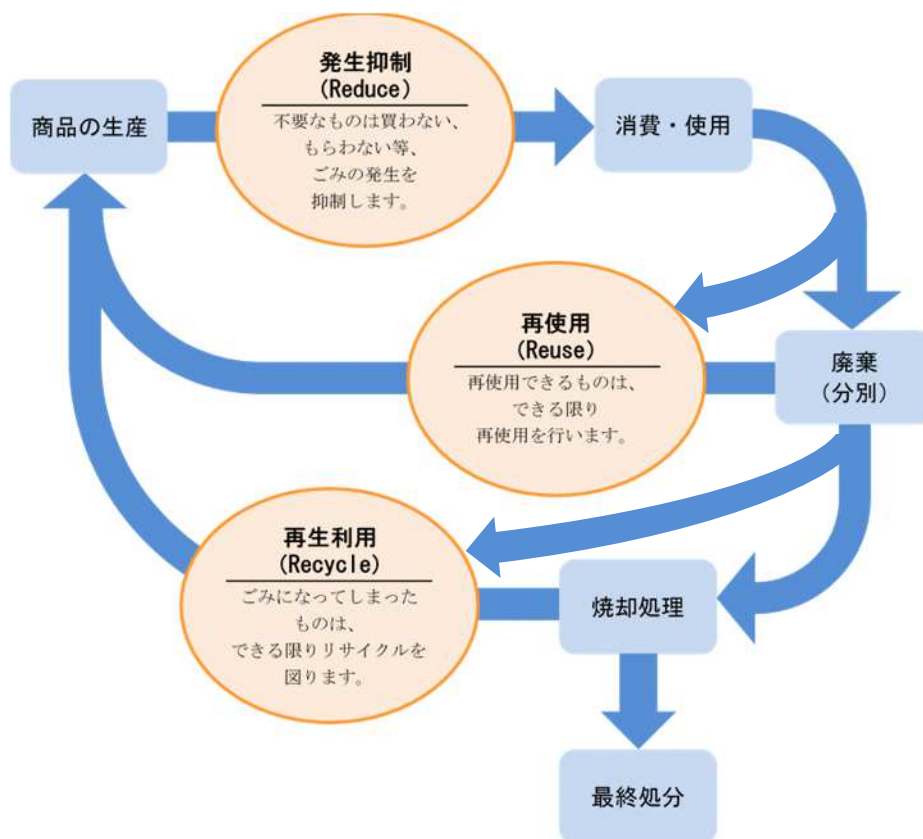 発生抑制
(Reduce)
不要なものは買わない、
もらわない等、
ごみの発生を
抑制します。
商品の生産
消費・使用
再使用
(Reuse)
再使用できるものは、
できる限り
再使用を行います。
廃棄
(分別)
再生利用
(Recycle)
ごみになってしまった
ものは、
できる限りリサイクルを
図ります。
焼却処理
最終処分